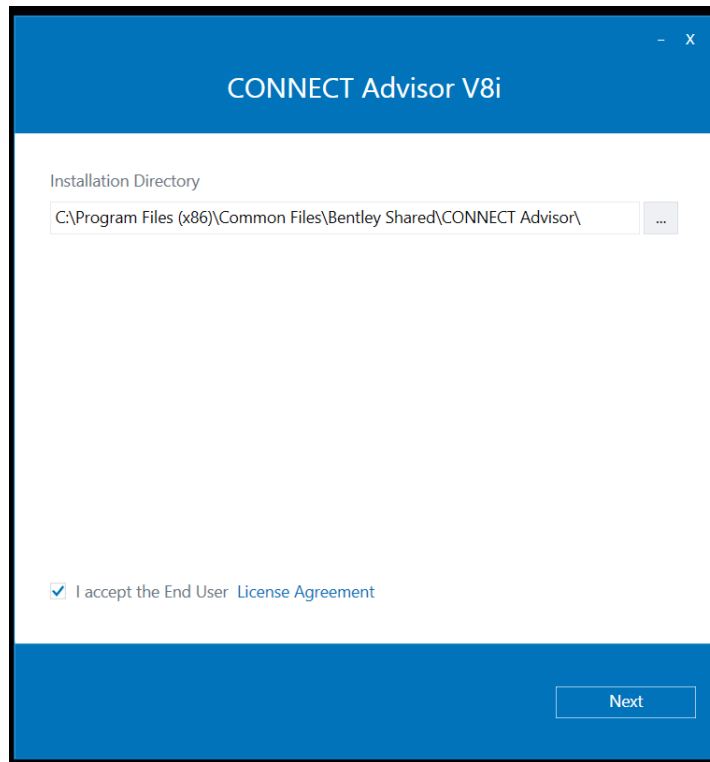 – X
CONNECT Advisor V8i
Installation Directory
C:\Program Files (x86)\Common Files\Bentley Shared\CONNECT Advisor\ ...
I accept the End User License Agreement
Next